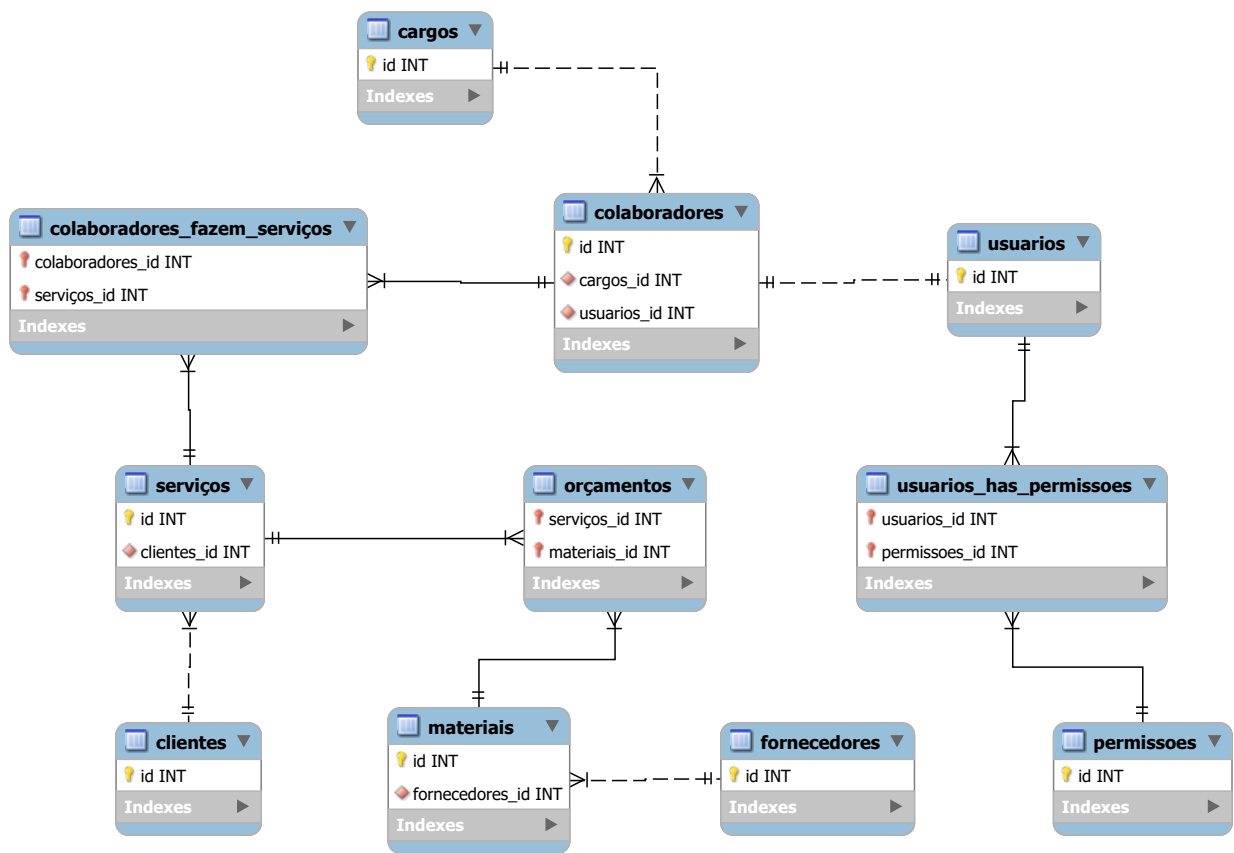 cargos
id INT
Indexes
colaboradores_fazem_serviços
colaboradores_id INT
serviços_id INT
Indexes
colaboradores
id INT
cargos_id INT
usuarios_id INT
Indexes
usuarios
id INT
Indexes
serviços
id INT
clientes_id INT
Indexes
orçamentos
serviços_id INT
materiais_id INT
Indexes
usuarios_has_permissoes
usuarios_id INT
permissoes_id INT
Indexes
clientes
id INT
Indexes
materiais
id INT
fornecedores_id INT
Indexes
fornecedores
id INT
Indexes
permissoes
id INT
Indexes